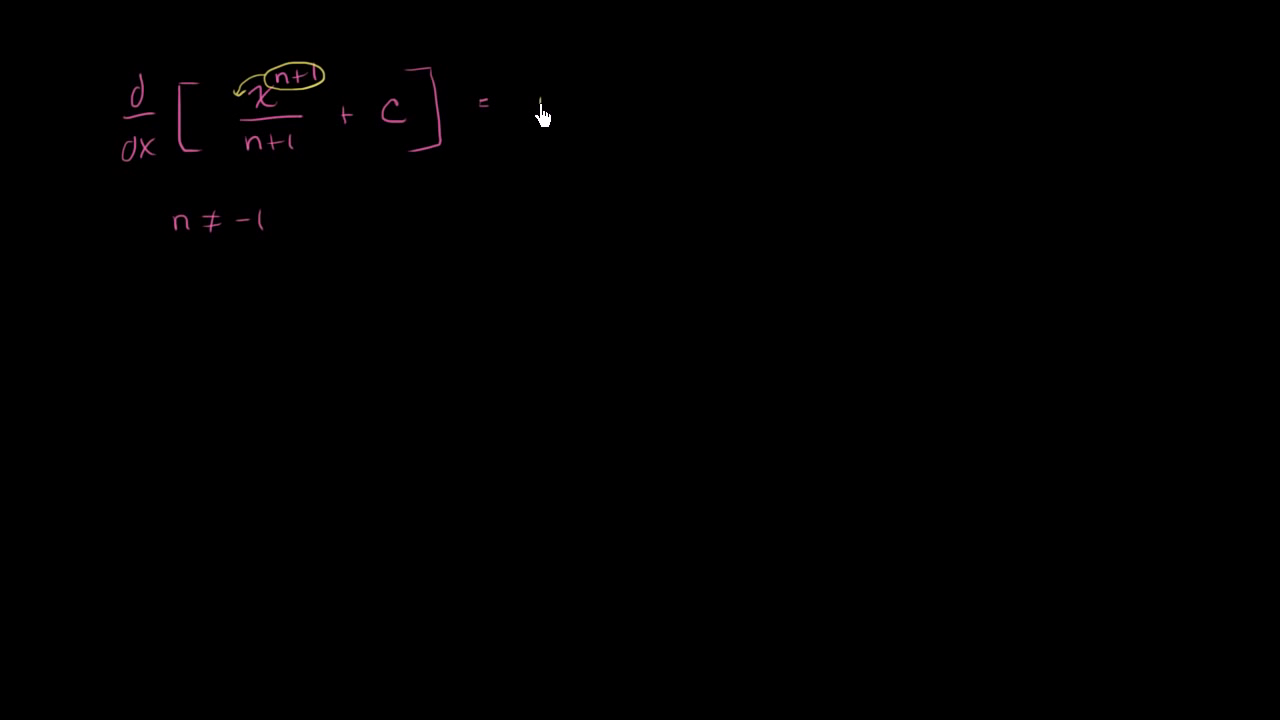 d/dx [ x^(n+1)/(n+1) + C ] =
n ≠ -1